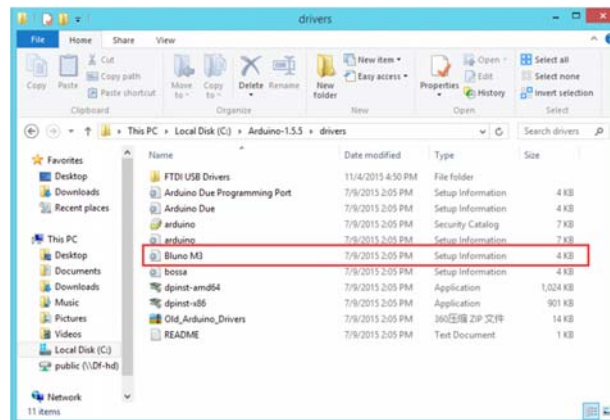 drivers
File Home Share View
Copy Paste Cut Copy path Paste shortcut Move to Copy to Delete Rename New folder New item Easy access Properties Open Edit History Select all Select none Invert selection
Clipboard Organize New Open Select
This PC Local Disk (C:) Arduino-1.5.5 drivers Search drivers
Name Date modified Type Size
Favorites
Desktop
Downloads
Recent places
This PC
Desktop
Documents
Downloads
Music
Pictures
Videos
Local Disk (C:)
public (\\Df-hd)
Network
FTDI USB Drivers 11/4/2015 4:50 PM File folder
Arduino Due Programming Port 7/9/2015 2:05 PM Setup Information 4 KB
Arduino Due 7/9/2015 2:05 PM Setup Information 4 KB
arduino 7/9/2015 2:05 PM Security Catalog 7 KB
arduino 7/9/2015 2:05 PM Setup Information 7 KB
Bluno M3 7/9/2015 2:05 PM Setup Information 4 KB
bossa 7/9/2015 2:05 PM Setup Information 4 KB
dpinst-amd64 7/9/2015 2:05 PM Application 1,024 KB
dpinst-x86 7/9/2015 2:05 PM Application 901 KB
Old_Arduino_Drivers 7/9/2015 2:05 PM 360压缩 ZIP 文件 14 KB
README 7/9/2015 2:05 PM Text Document 1 KB
11 items